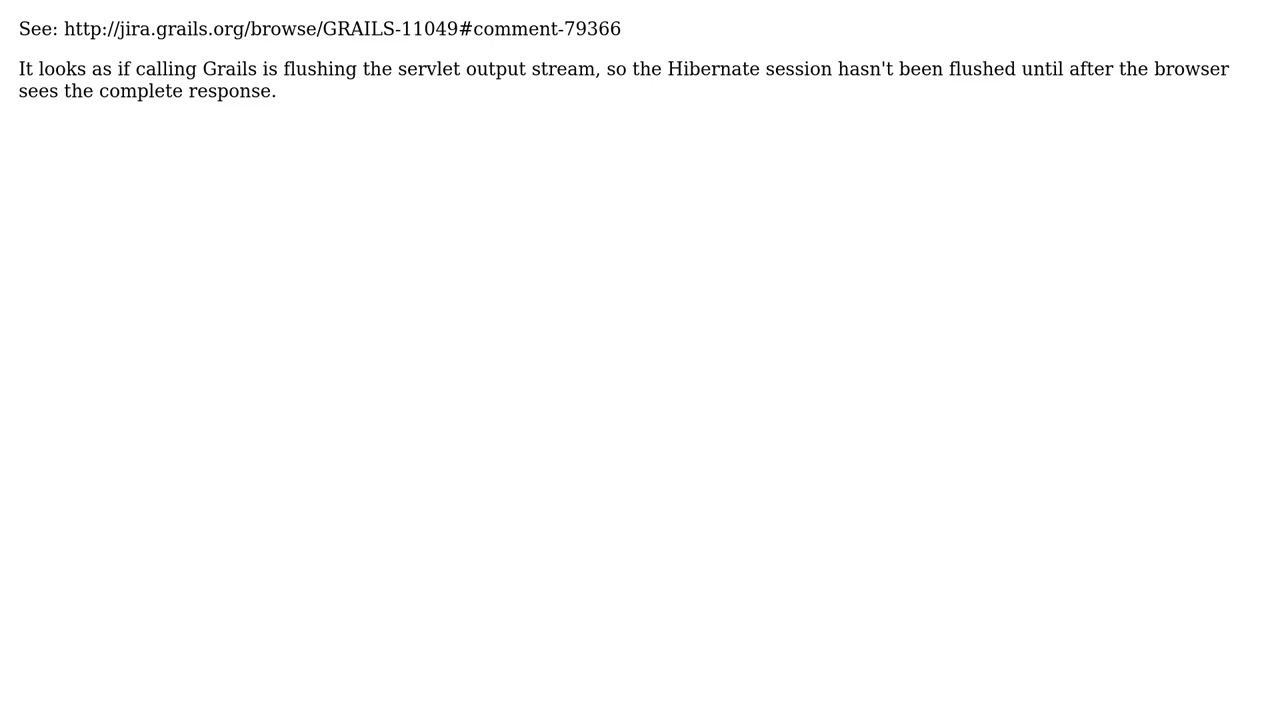 See: http://jira.grails.org/browse/GRAILS-11049#comment-79366
It looks as if calling Grails is flushing the servlet output stream, so the Hibernate session hasn't been flushed until after the browser
sees the complete response.